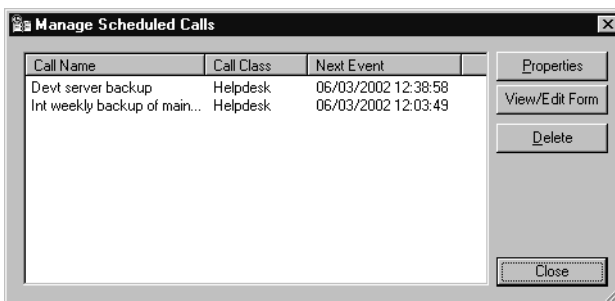 Manage Scheduled Calls
Call Name Call Class Next Event
Properties
Devt server backup Helpdesk 06/03/2002 12:38:58
Int weekly backup of main... Helpdesk 06/03/2002 12:03:49
View/Edit Form
Delete
Close